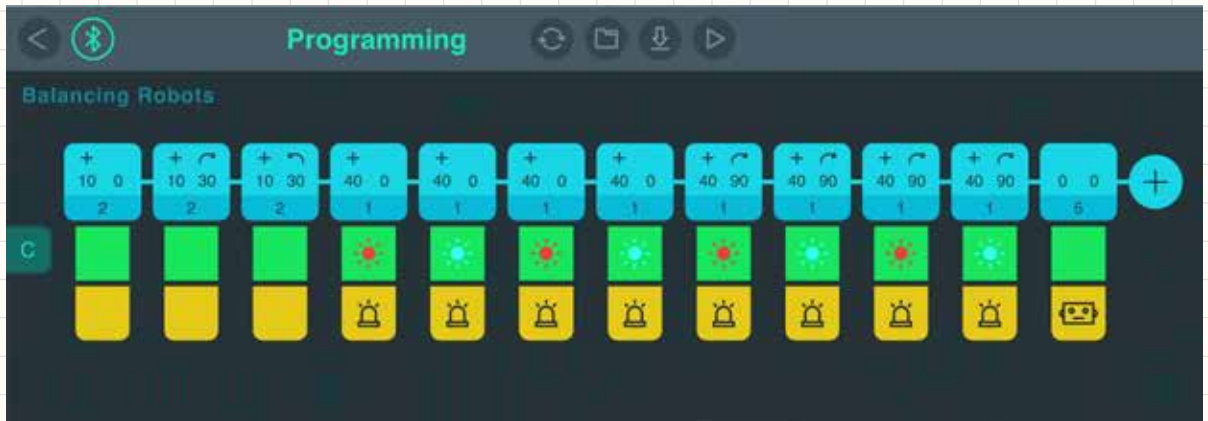 Programming
Balancing Robots
+ + + + + + + + + + +
10 0 10 30 10 30 40 0 40 0 40 0 40 0 40 90 40 90 40 90 40 90 0 0
2 2 2 1 1 1 1 1 1 1 1 6
C